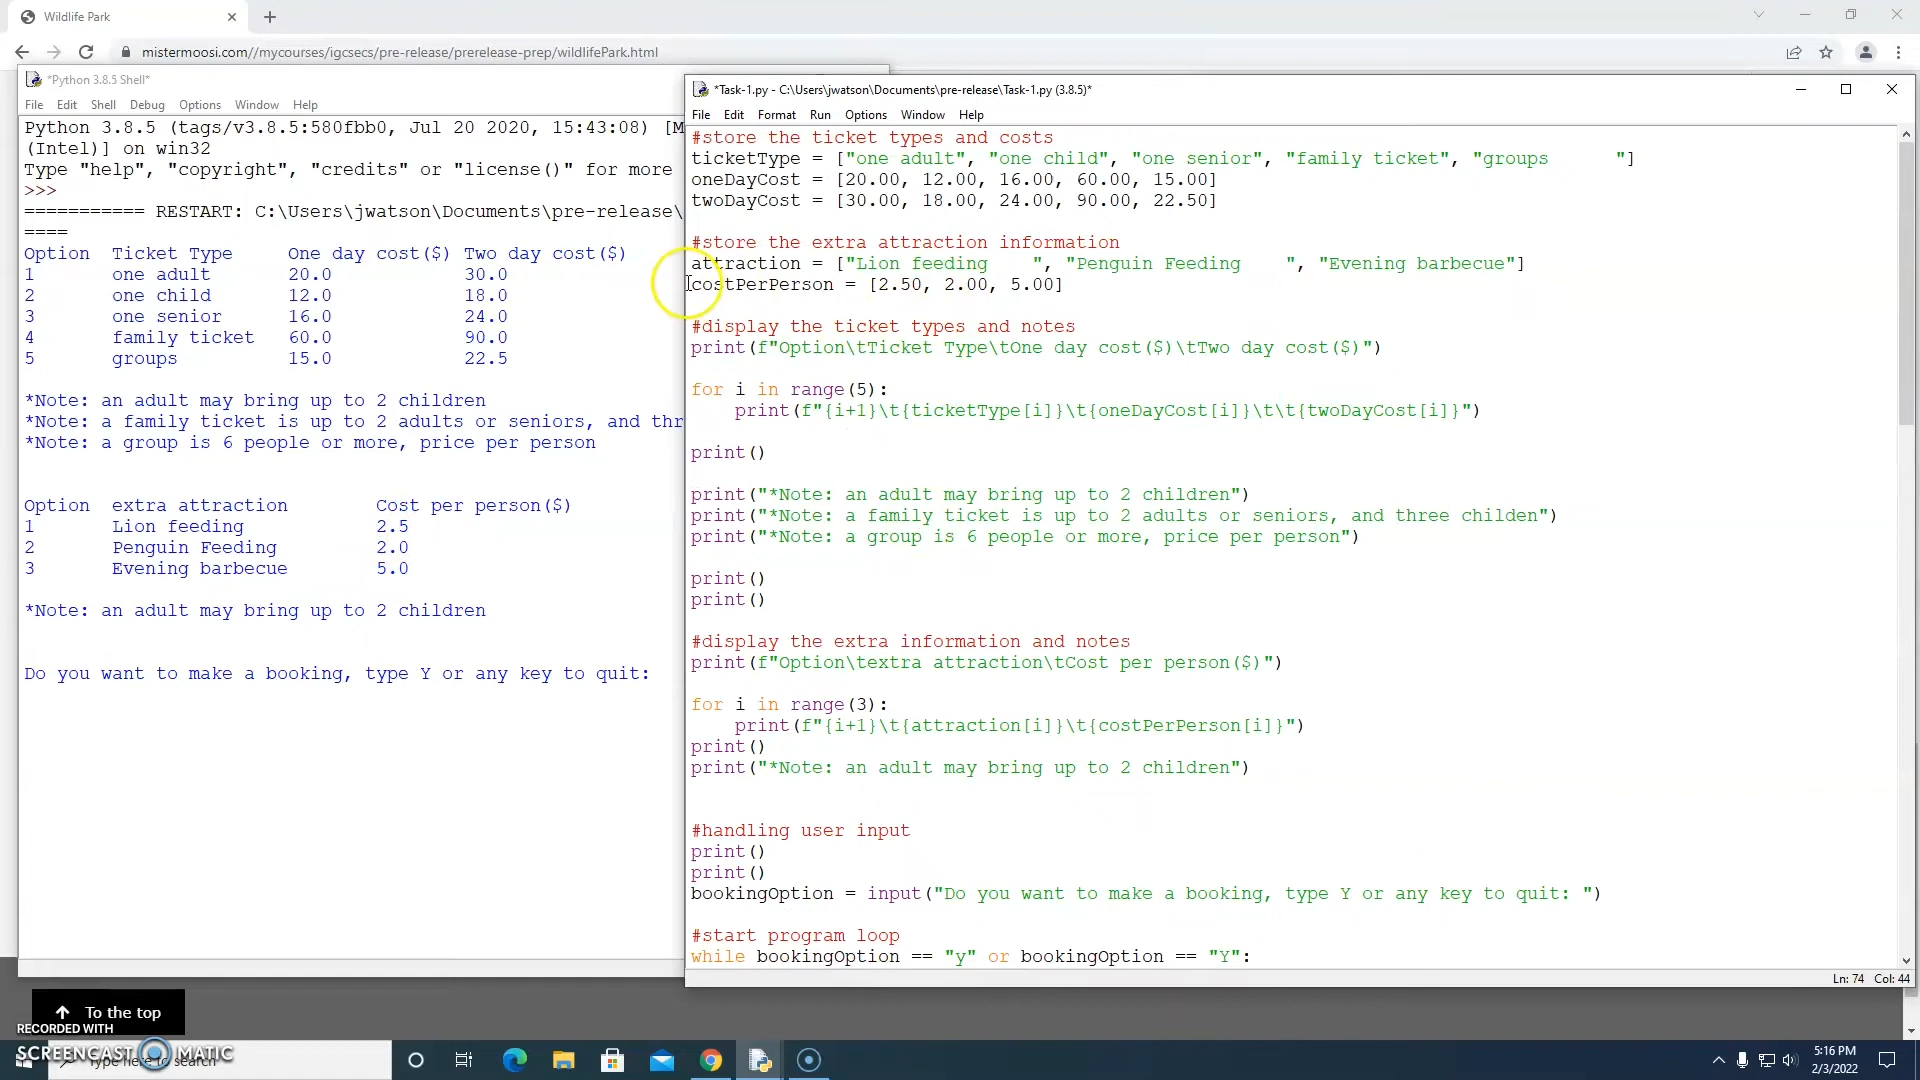 Wildlife Park
mistermoosi.com//mycourses/igcsecs/pre-release/prerelease-prep/wildlifePark.html
*Python 3.8.5 Shell*
File Edit Shell Debug Options Window Help
Python 3.8.5 (tags/v3.8.5:580fbb0, Jul 20 2020, 15:43:08) [M
(Intel)] on win32
Type "help", "copyright", "credits" or "license()" for more
>>>
=========== RESTART: C:\Users\jwatson\Documents\pre-release\
====
Option Ticket Type One day cost($) Two day cost($)
1 one adult 20.0 30.0
2 one child 12.0 18.0
3 one senior 16.0 24.0
4 family ticket 60.0 90.0
5 groups 15.0 22.5
*Note: an adult may bring up to 2 children
*Note: a family ticket is up to 2 adults or seniors, and thr
*Note: a group is 6 people or more, price per person
Option extra attraction Cost per person($)
1 Lion feeding 2.5
2 Penguin Feeding 2.0
3 Evening barbecue 5.0
*Note: an adult may bring up to 2 children
Do you want to make a booking, type Y or any key to quit:
*Task-1.py - C:\Users\jwatson\Documents\pre-release\Task-1.py (3.8.5)*
File Edit Format Run Options Window Help
#store the ticket types and costs
ticketType = ["one adult", "one child", "one senior", "family ticket", "groups      "]
oneDayCost = [20.00, 12.00, 16.00, 60.00, 15.00]
twoDayCost = [30.00, 18.00, 24.00, 90.00, 22.50]
#store the extra attraction information
attraction = ["Lion feeding    ", "Penguin Feeding    ", "Evening barbecue"]
costPerPerson = [2.50, 2.00, 5.00]
#display the ticket types and notes
print(f"Option\tTicket Type\tOne day cost($)\tTwo day cost($)")
for i in range(5):
    print(f"{i+1}\t{ticketType[i]}\t{oneDayCost[i]}\t\t{twoDayCost[i]}")
print()
print("*Note: an adult may bring up to 2 children")
print("*Note: a family ticket is up to 2 adults or seniors, and three childen")
print("*Note: a group is 6 people or more, price per person")
print()
print()
#display the extra information and notes
print(f"Option\textra attraction\tCost per person($)")
for i in range(3):
    print(f"{i+1}\t{attraction[i]}\t{costPerPerson[i]}")
print()
print("*Note: an adult may bring up to 2 children")
#handling user input
print()
print()
bookingOption = input("Do you want to make a booking, type Y or any key to quit: ")
#start program loop
while bookingOption == "y" or bookingOption == "Y":
Ln: 74 Col: 44
To the top
RECORDED WITH
SCREENCAST MATIC
Type here to search
5:16 PM
2/3/2022